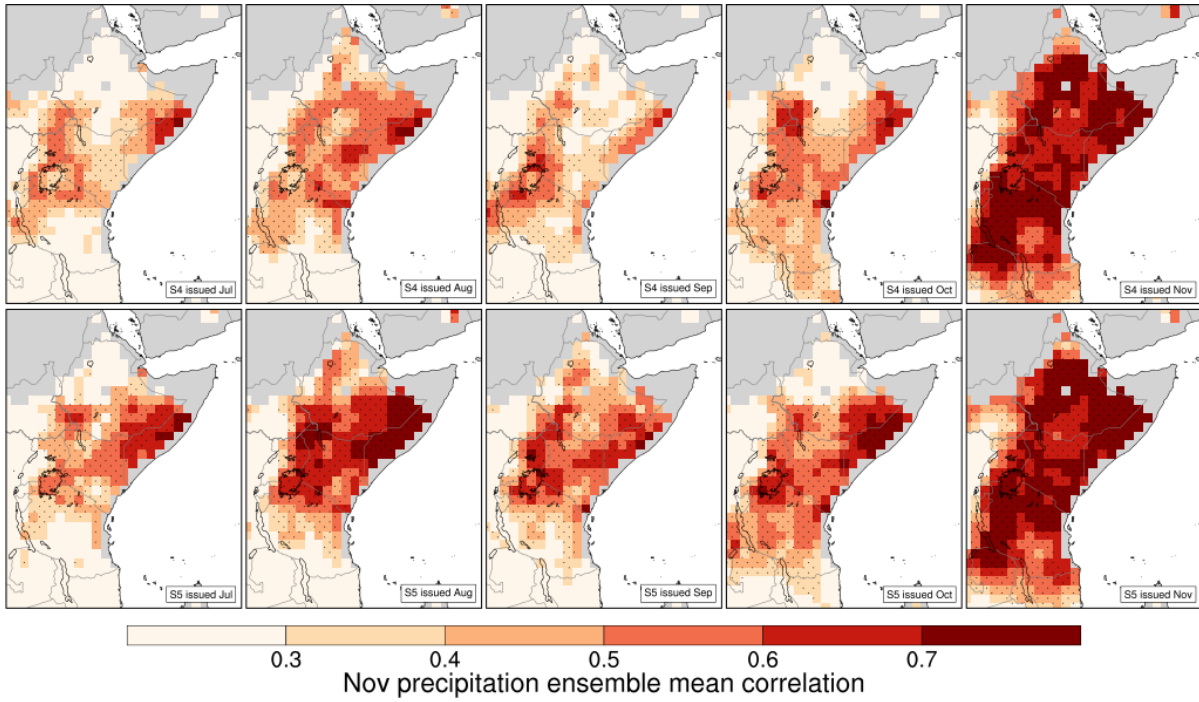 S4 issued Jul
S4 issued Aug
S4 issued Sep
S4 issued Oct
S4 issued Nov
S5 issued Jul
S5 issued Aug
S5 issued Sep
S5 issued Oct
S5 issued Nov
0.3 0.4 0.5 0.6 0.7
Nov precipitation ensemble mean correlation